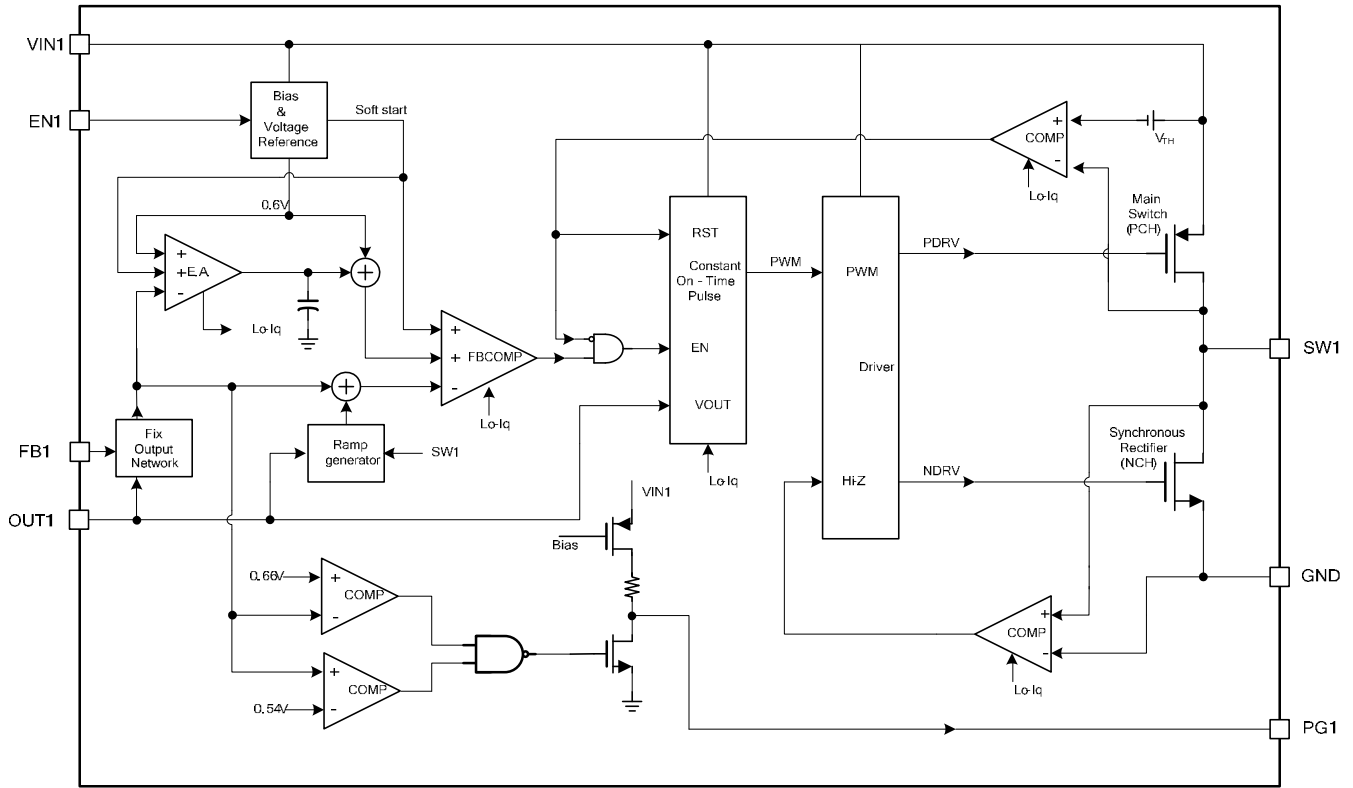 VIN1
EN1
Bias
&
Voltage
Reference
Soft start
0.6V
+
+E.A
-
Lo-Iq
+
+
+
FBCOMP
-
Lo-Iq
+
Fix
Output
Network
FB1
OUT1
Ramp
generator
SW1
RST
Constant
On - Time
Pulse
EN
VOUT
Lo-Iq
PWM
PWM
Driver
Hi-Z
PDRV
NDRV
+
COMP
-
Lo-Iq
VTH
Main
Switch
(PCH)
SW1
Synchronous
Rectifier
(NCH)
GND
+
COMP
-
Lo-Iq
VIN1
Bias
0.66V
+
COMP
-
+
COMP
-
0.54V
PG1